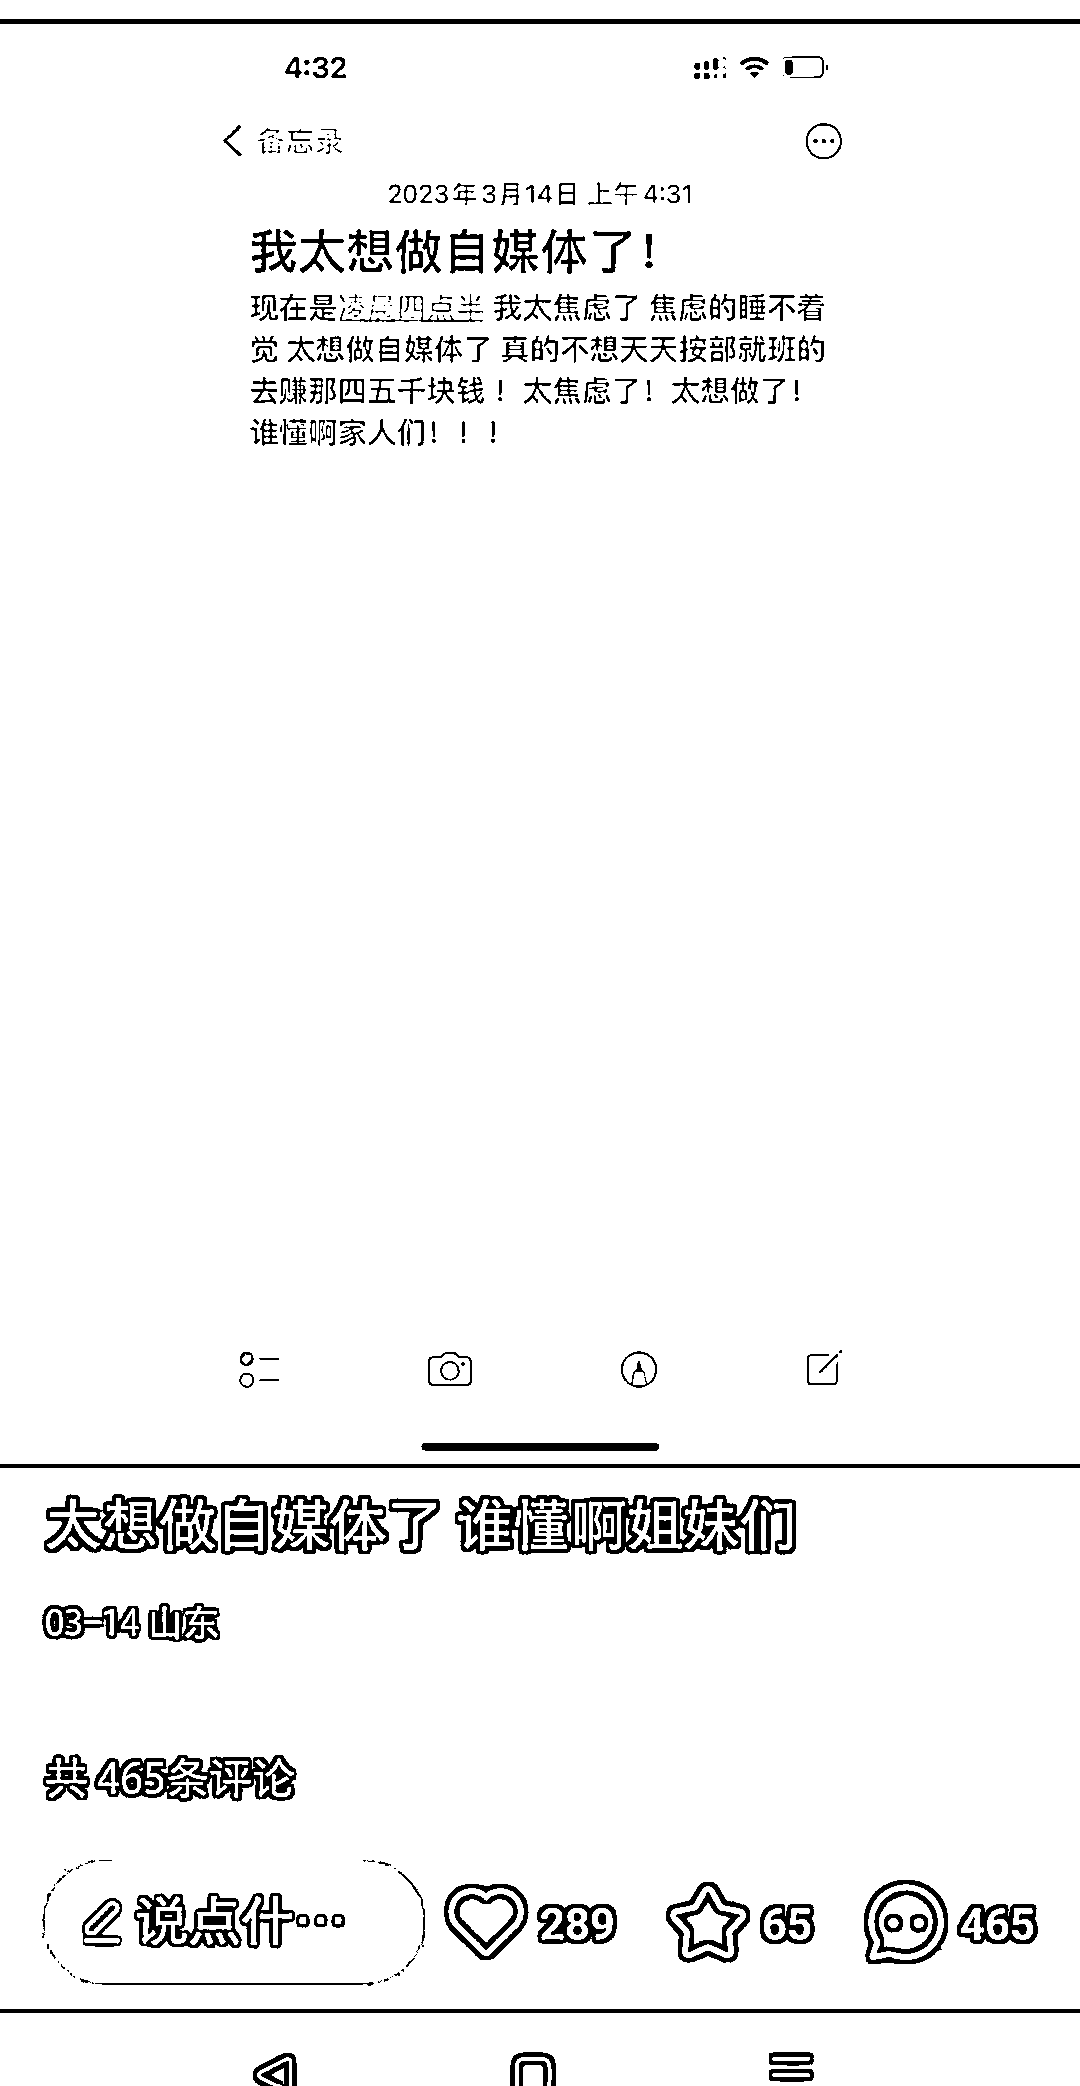 4:32
备忘录
2023年3月14日 上午4:31
我太想做自媒体了！
现在是凌晨四点半 我太焦虑了 焦虑的睡不着
觉 太想做自媒体了 真的不想天天按部就班的
去赚那四五千块钱！ 太焦虑了！太想做了！
谁懂啊家人们！！！
太想做自媒体了 谁懂啊姐妹们
03-14 山东
共 465条评论
说点什… 289 65 465